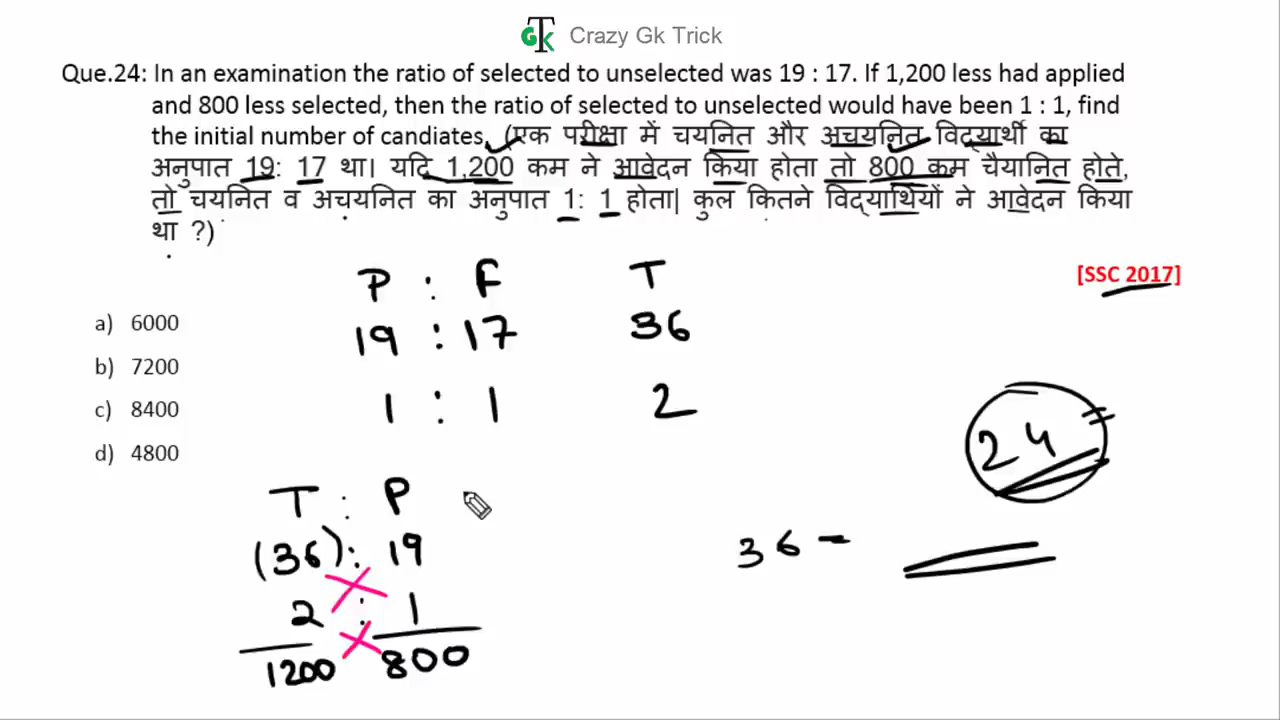 GTK Crazy Gk Trick
Que.24: In an examination the ratio of selected to unselected was 19 : 17. If 1,200 less had applied
and 800 less selected, then the ratio of selected to unselected would have been 1 : 1, find
the initial number of candiates. (एक परीक्षा में चयनित और अचयनित विद्यार्थी का
अनुपात 19: 17 था। यदि 1,200 कम ने आवेदन किया होता तो 800 कम चैयानित होते,
तो चयनित व अचयनित का अनुपात 1: 1 होता| कुल कितने विद्यार्थियों ने आवेदन किया
था ?)
[SSC 2017]
a) 6000
b) 7200
c) 8400
d) 4800
P : F T
19 : 17 36
1 : 1 2
T : P
(36) : 19
2 : 1
1200 800
36 =
24